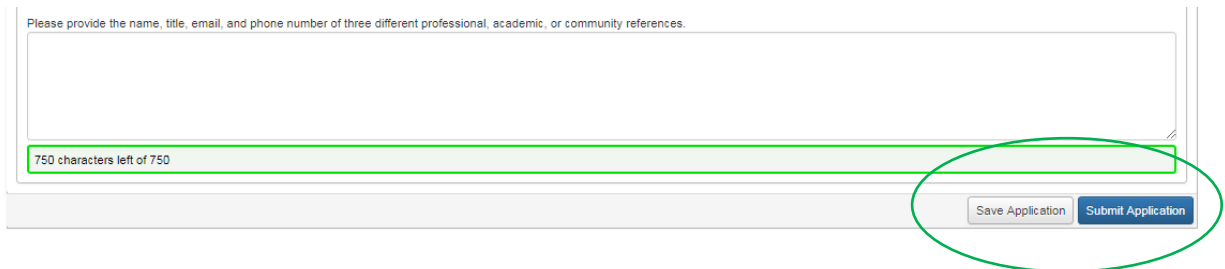 Please provide the name, title, email, and phone number of three different professional, academic, or community references.
750 characters left of 750
Save Application Submit Application